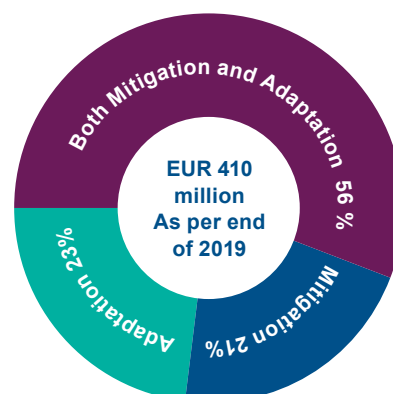 Both Mitigation and Adaptation 56 %
EUR 410
million
As per end
of 2019
Adaptation 23%
Mitigation 21%